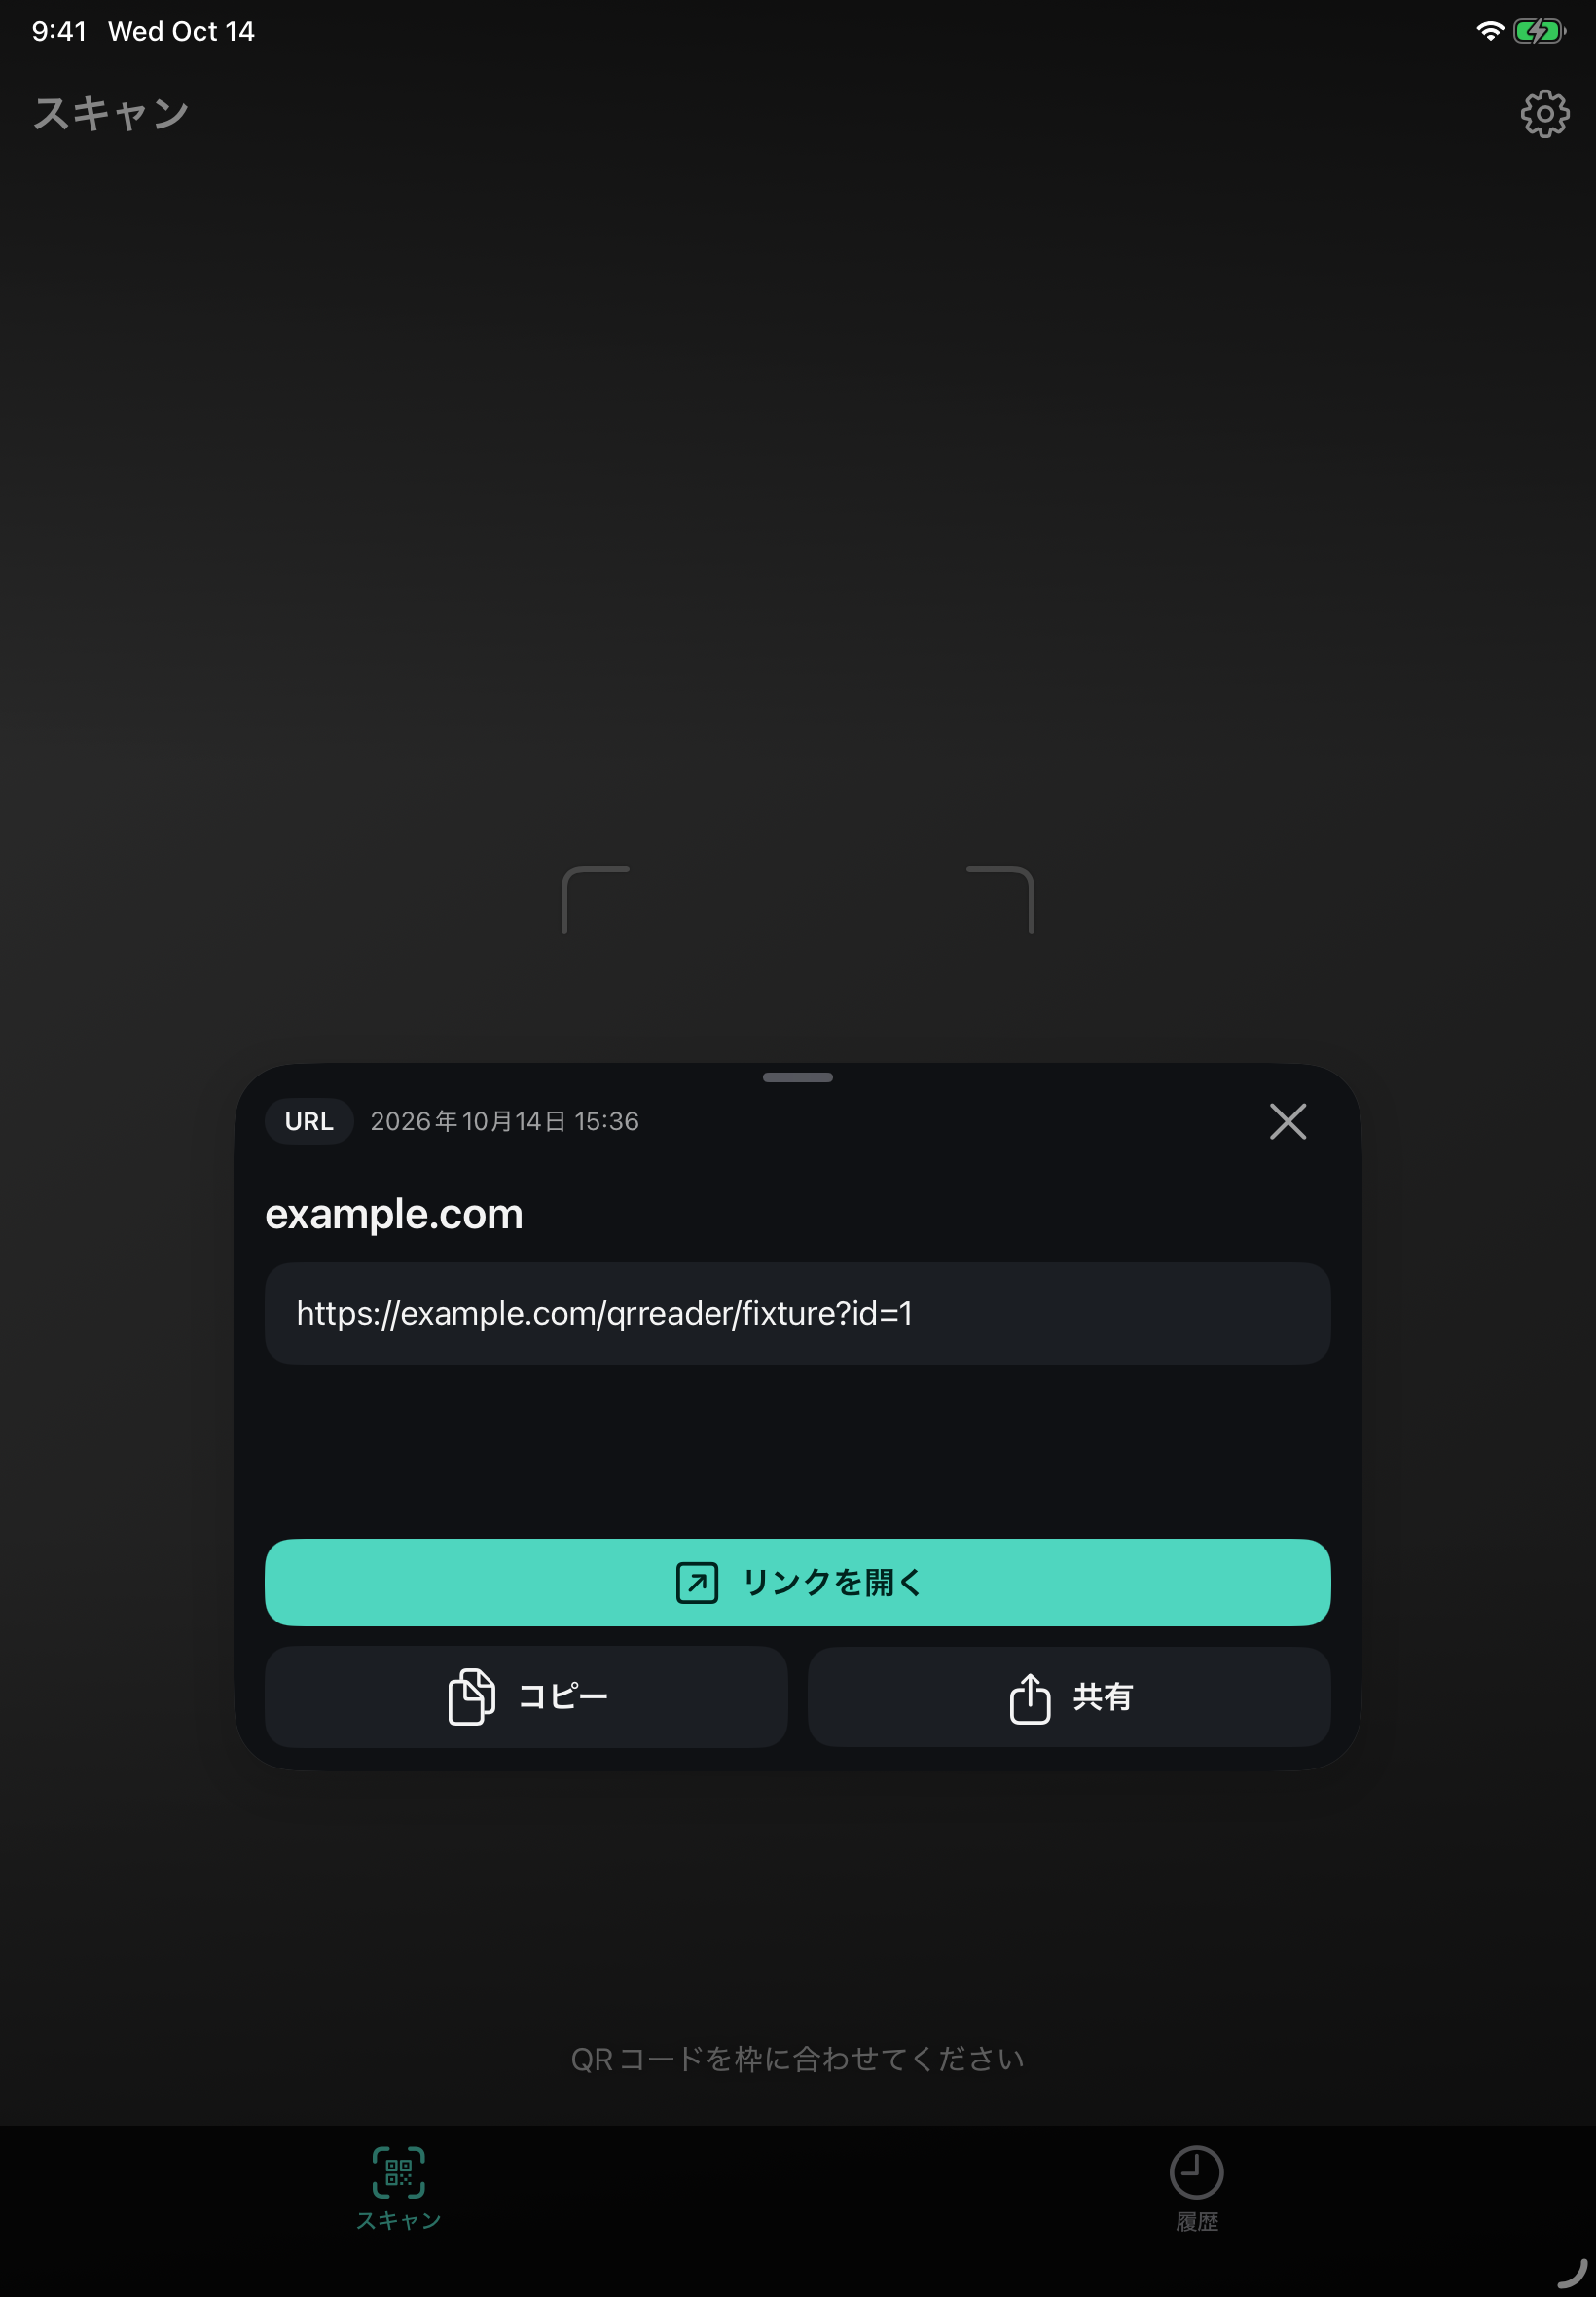 9:41 Wed Oct 14
スキャン
URL 2026年10月14日 15:36
example.com
https://example.com/qrreader/fixture?id=1
リンクを開く
コピー 共有
QRコードを枠に合わせてください
スキャン 履歴